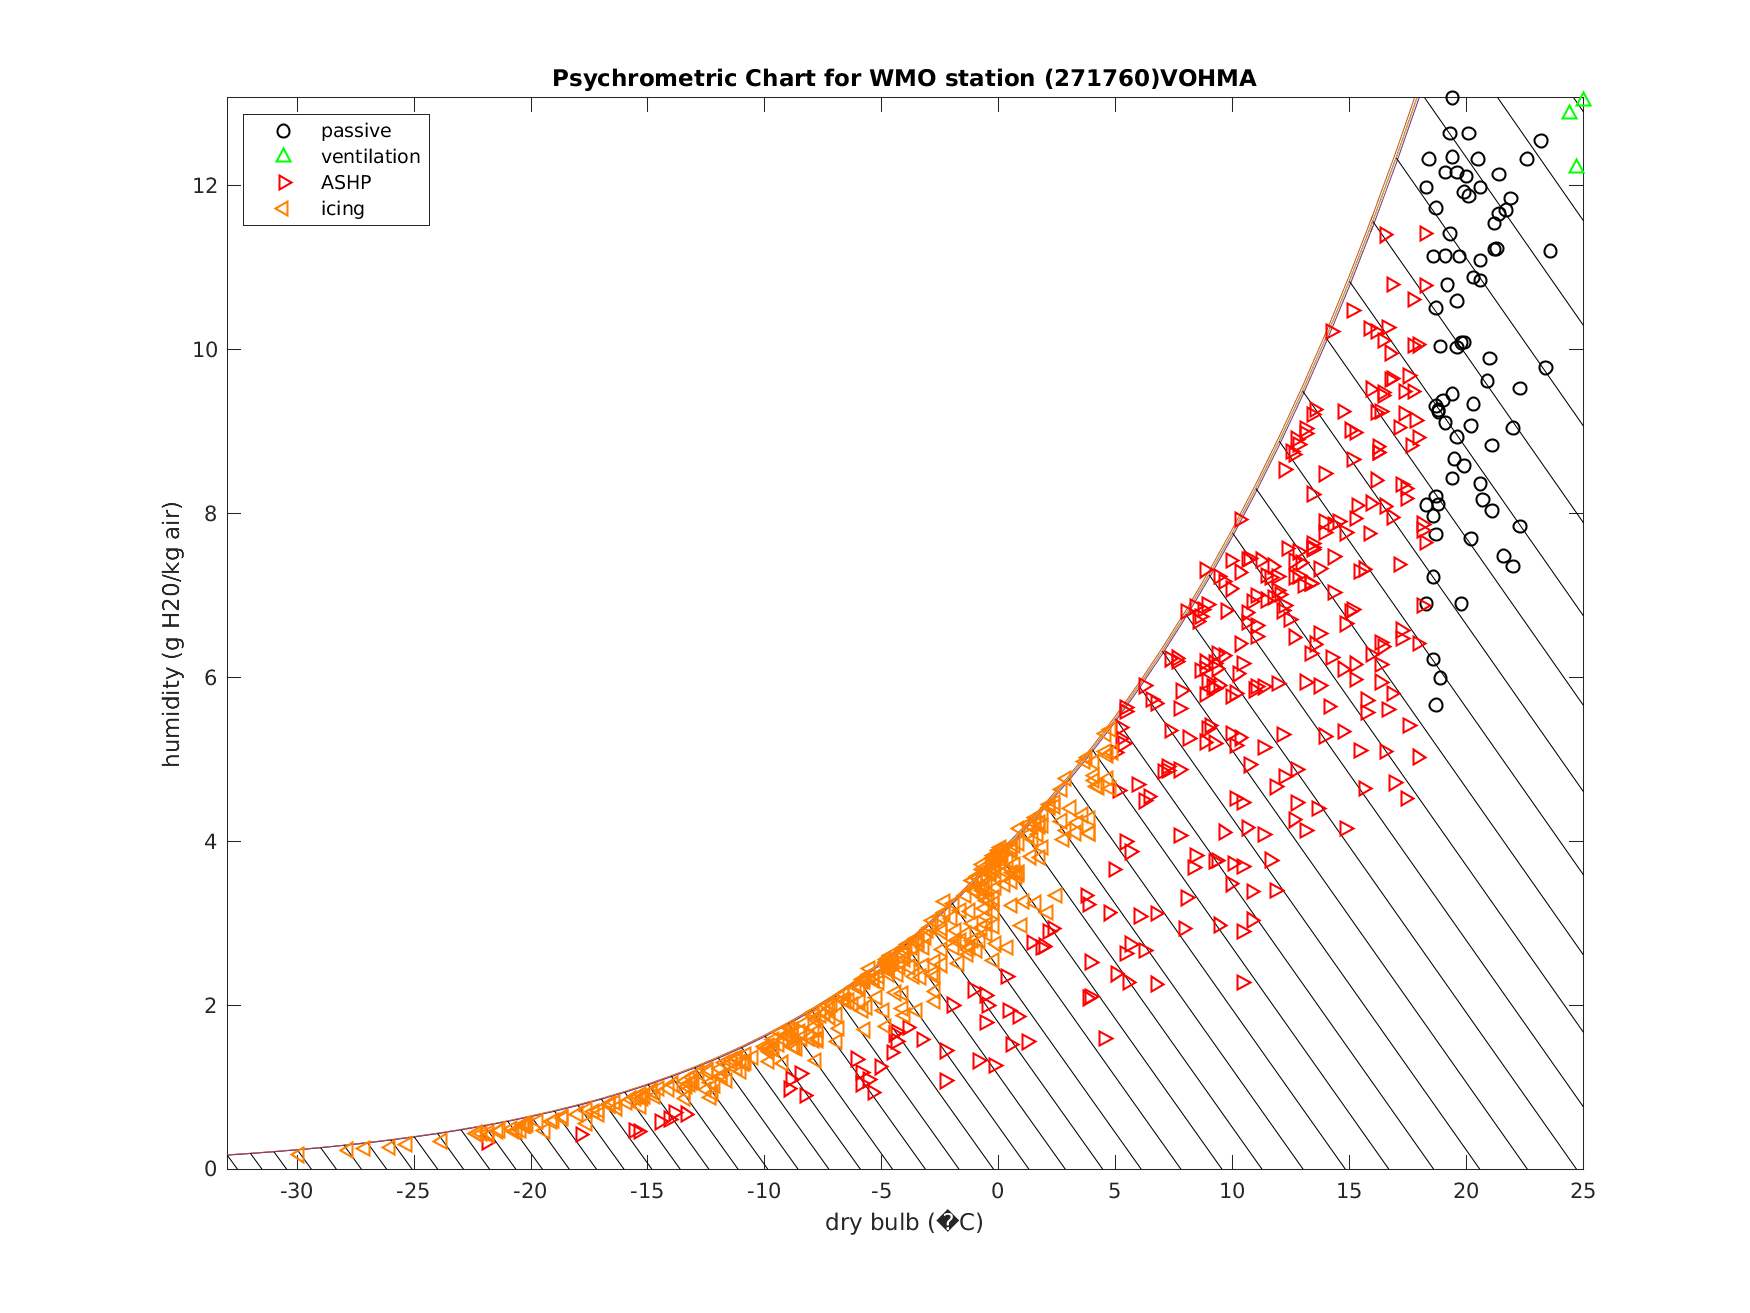 Psychrometric Chart for WMO station (271760)VOHMA
passive
ventilation
ASHP
icing
humidity (g H20/kg air)
12
10
8
6
4
2
0
-30 -25 -20 -15 -10 -5 0 5 10 15 20 25
dry bulb (�C)